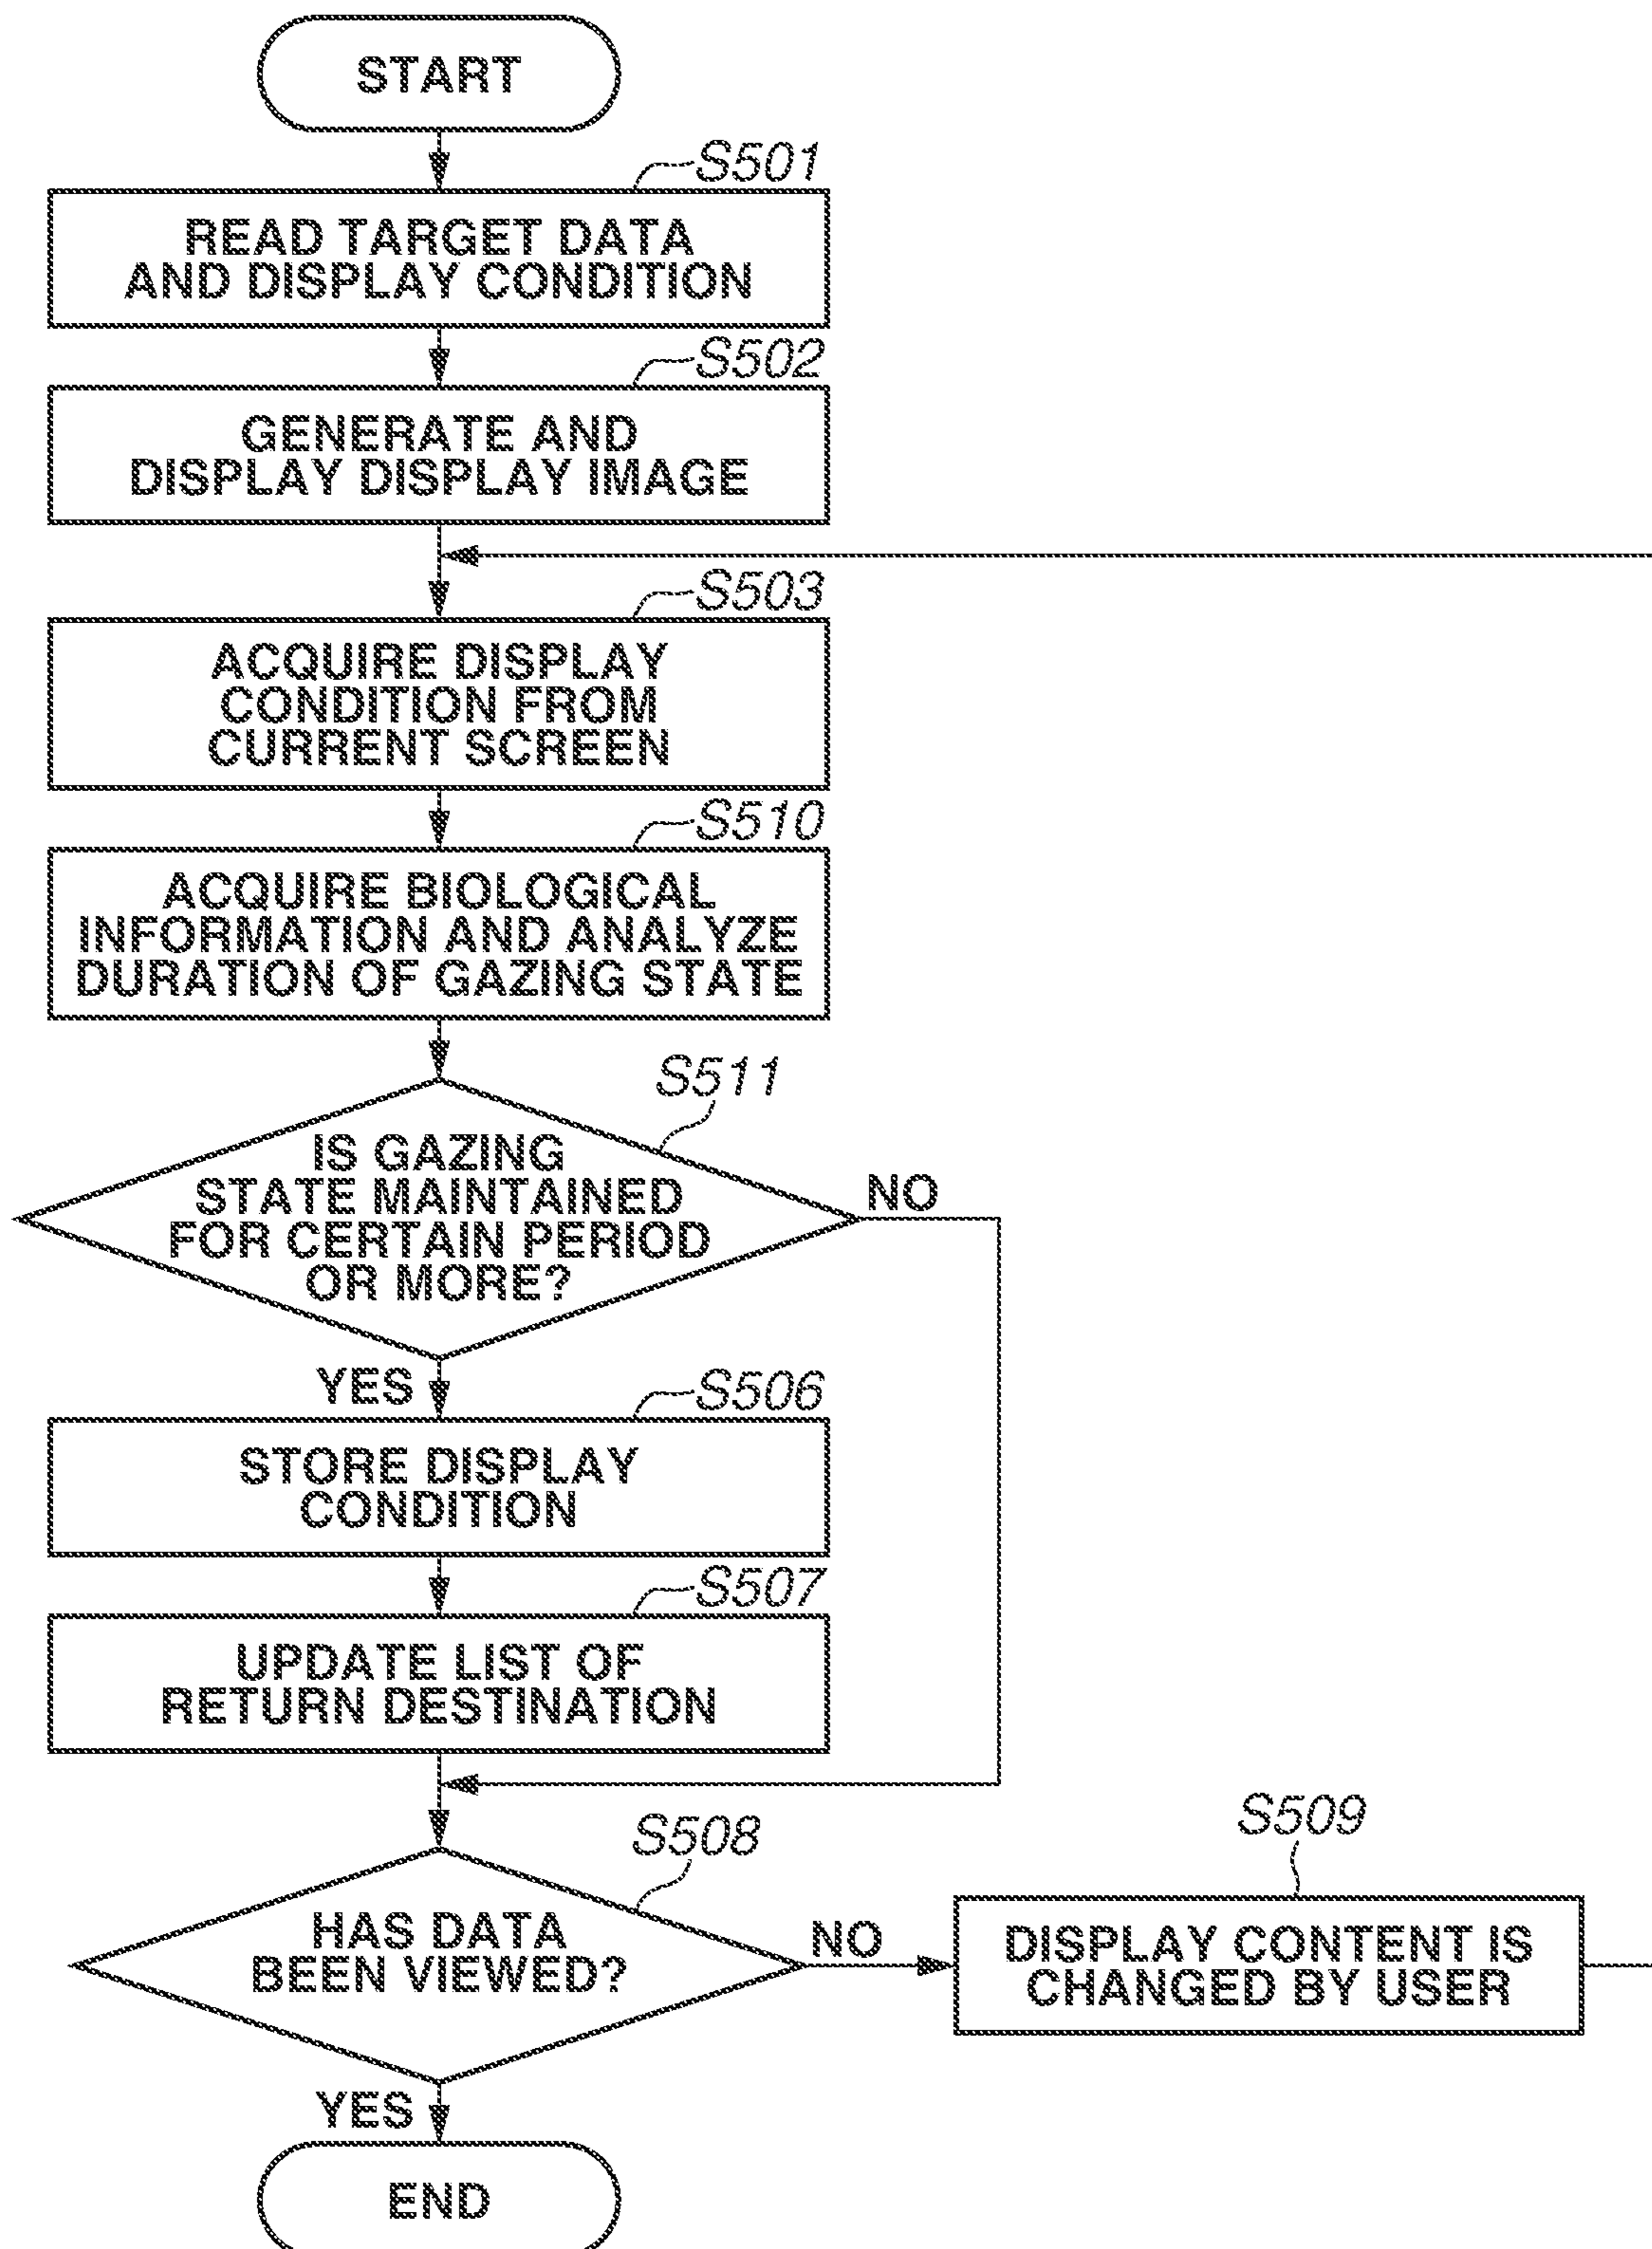 START
S501
READ TARGET DATA
AND DISPLAY CONDITION
S502
GENERATE AND
DISPLAY DISPLAY IMAGE
S503
ACQUIRE DISPLAY
CONDITION FROM
CURRENT SCREEN
S510
ACQUIRE BIOLOGICAL
INFORMATION AND ANALYZE
DURATION OF GAZING STATE
S511
IS GAZING
STATE MAINTAINED
FOR CERTAIN PERIOD
OR MORE?
NO
YES
S506
STORE DISPLAY
CONDITION
S507
UPDATE LIST OF
RETURN DESTINATION
S508
HAS DATA
BEEN VIEWED?
NO
S509
DISPLAY CONTENT IS
CHANGED BY USER
YES
END